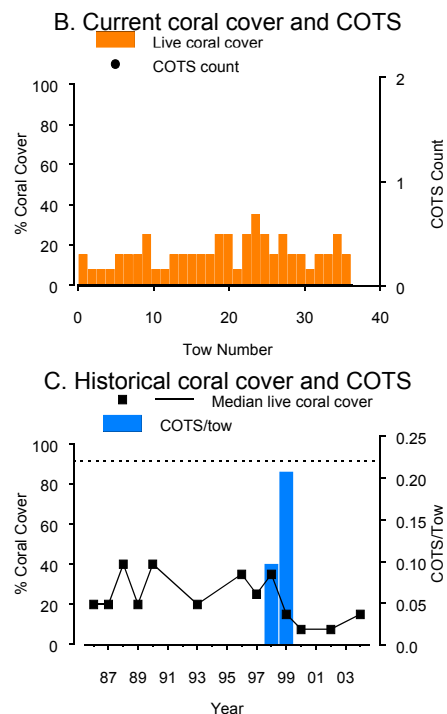 B. Current coral cover and COTS
Live coral cover
COTS count
% Coral Cover
100
80
60
40
20
0
2
1
0
COTS Count
0 10 20 30 40
Tow Number
C. Historical coral cover and COTS
Median live coral cover
COTS/tow
% Coral Cover
100
80
60
40
20
0
0.25
0.20
0.15
0.10
0.05
0.0
COTS/Tow
87 89 91 93 95 97 99 01 03
Year